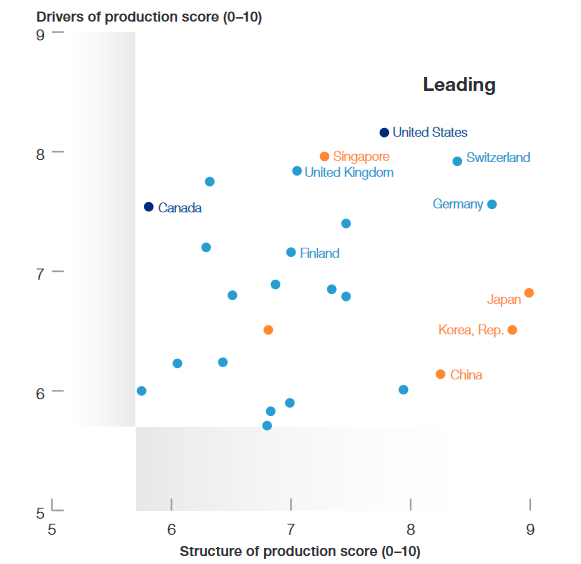 Drivers of production score (0–10)
9
Leading
United States
8
Singapore
Switzerland
United Kingdom
Canada
Germany
Finland
7
Japan
Korea, Rep.
China
6
5
5 6 7 8 9
Structure of production score (0–10)